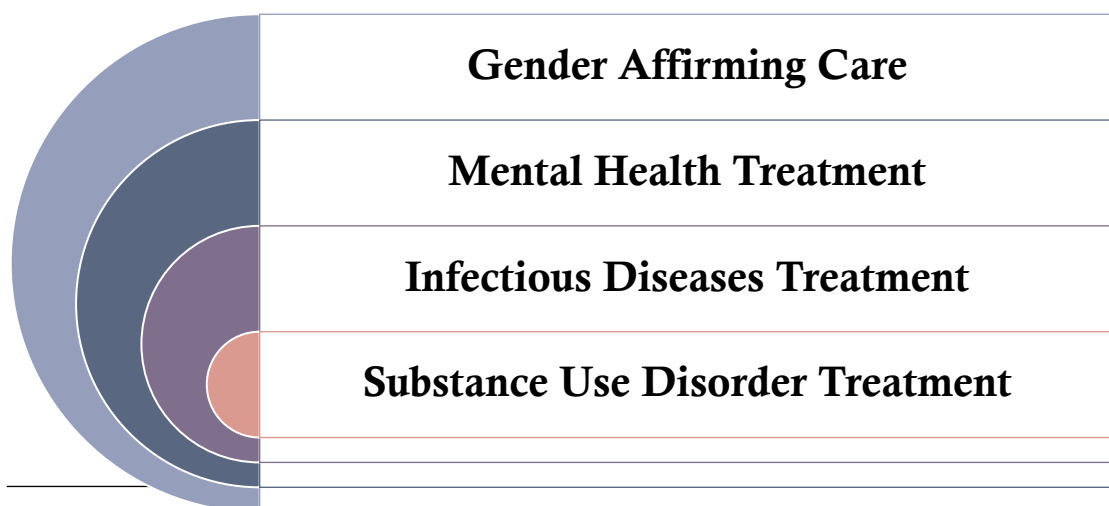 Gender Affirming Care
Mental Health Treatment
Infectious Diseases Treatment
Substance Use Disorder Treatment